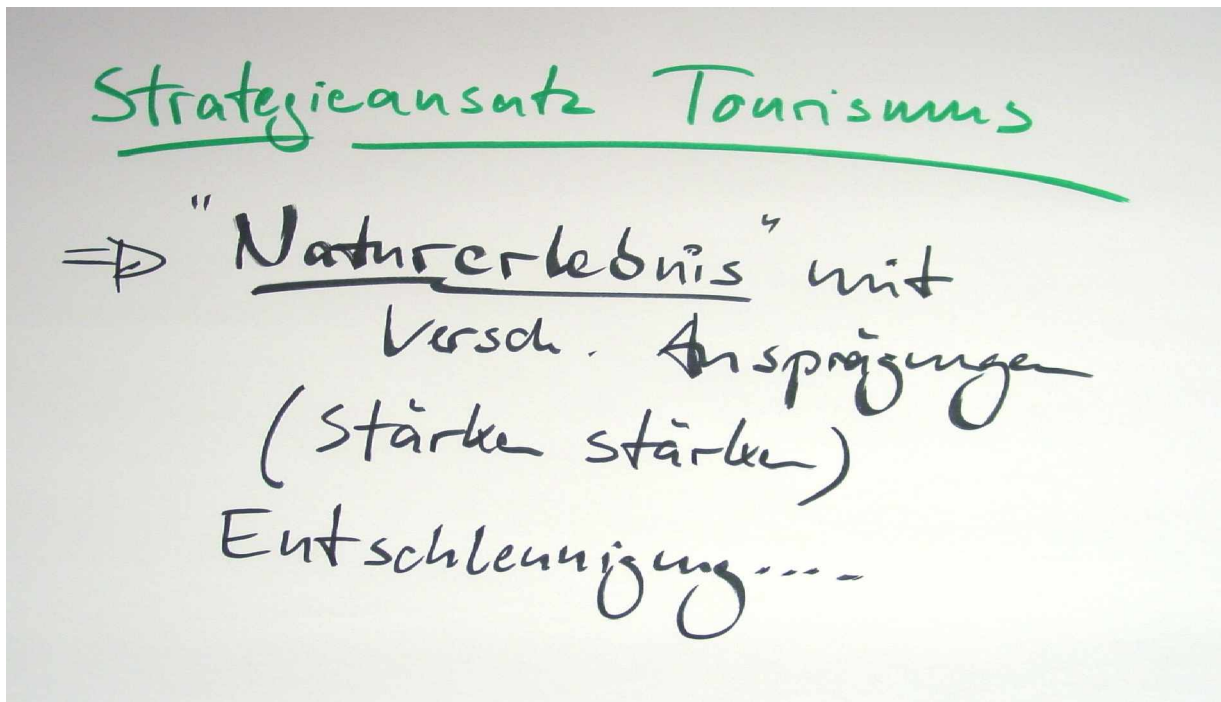 Strategieansatz Tourismus
⇒ "Naturerlebnis" mit
versch. Ausprägungen
(Stärken stärken)
Entschleunigung....